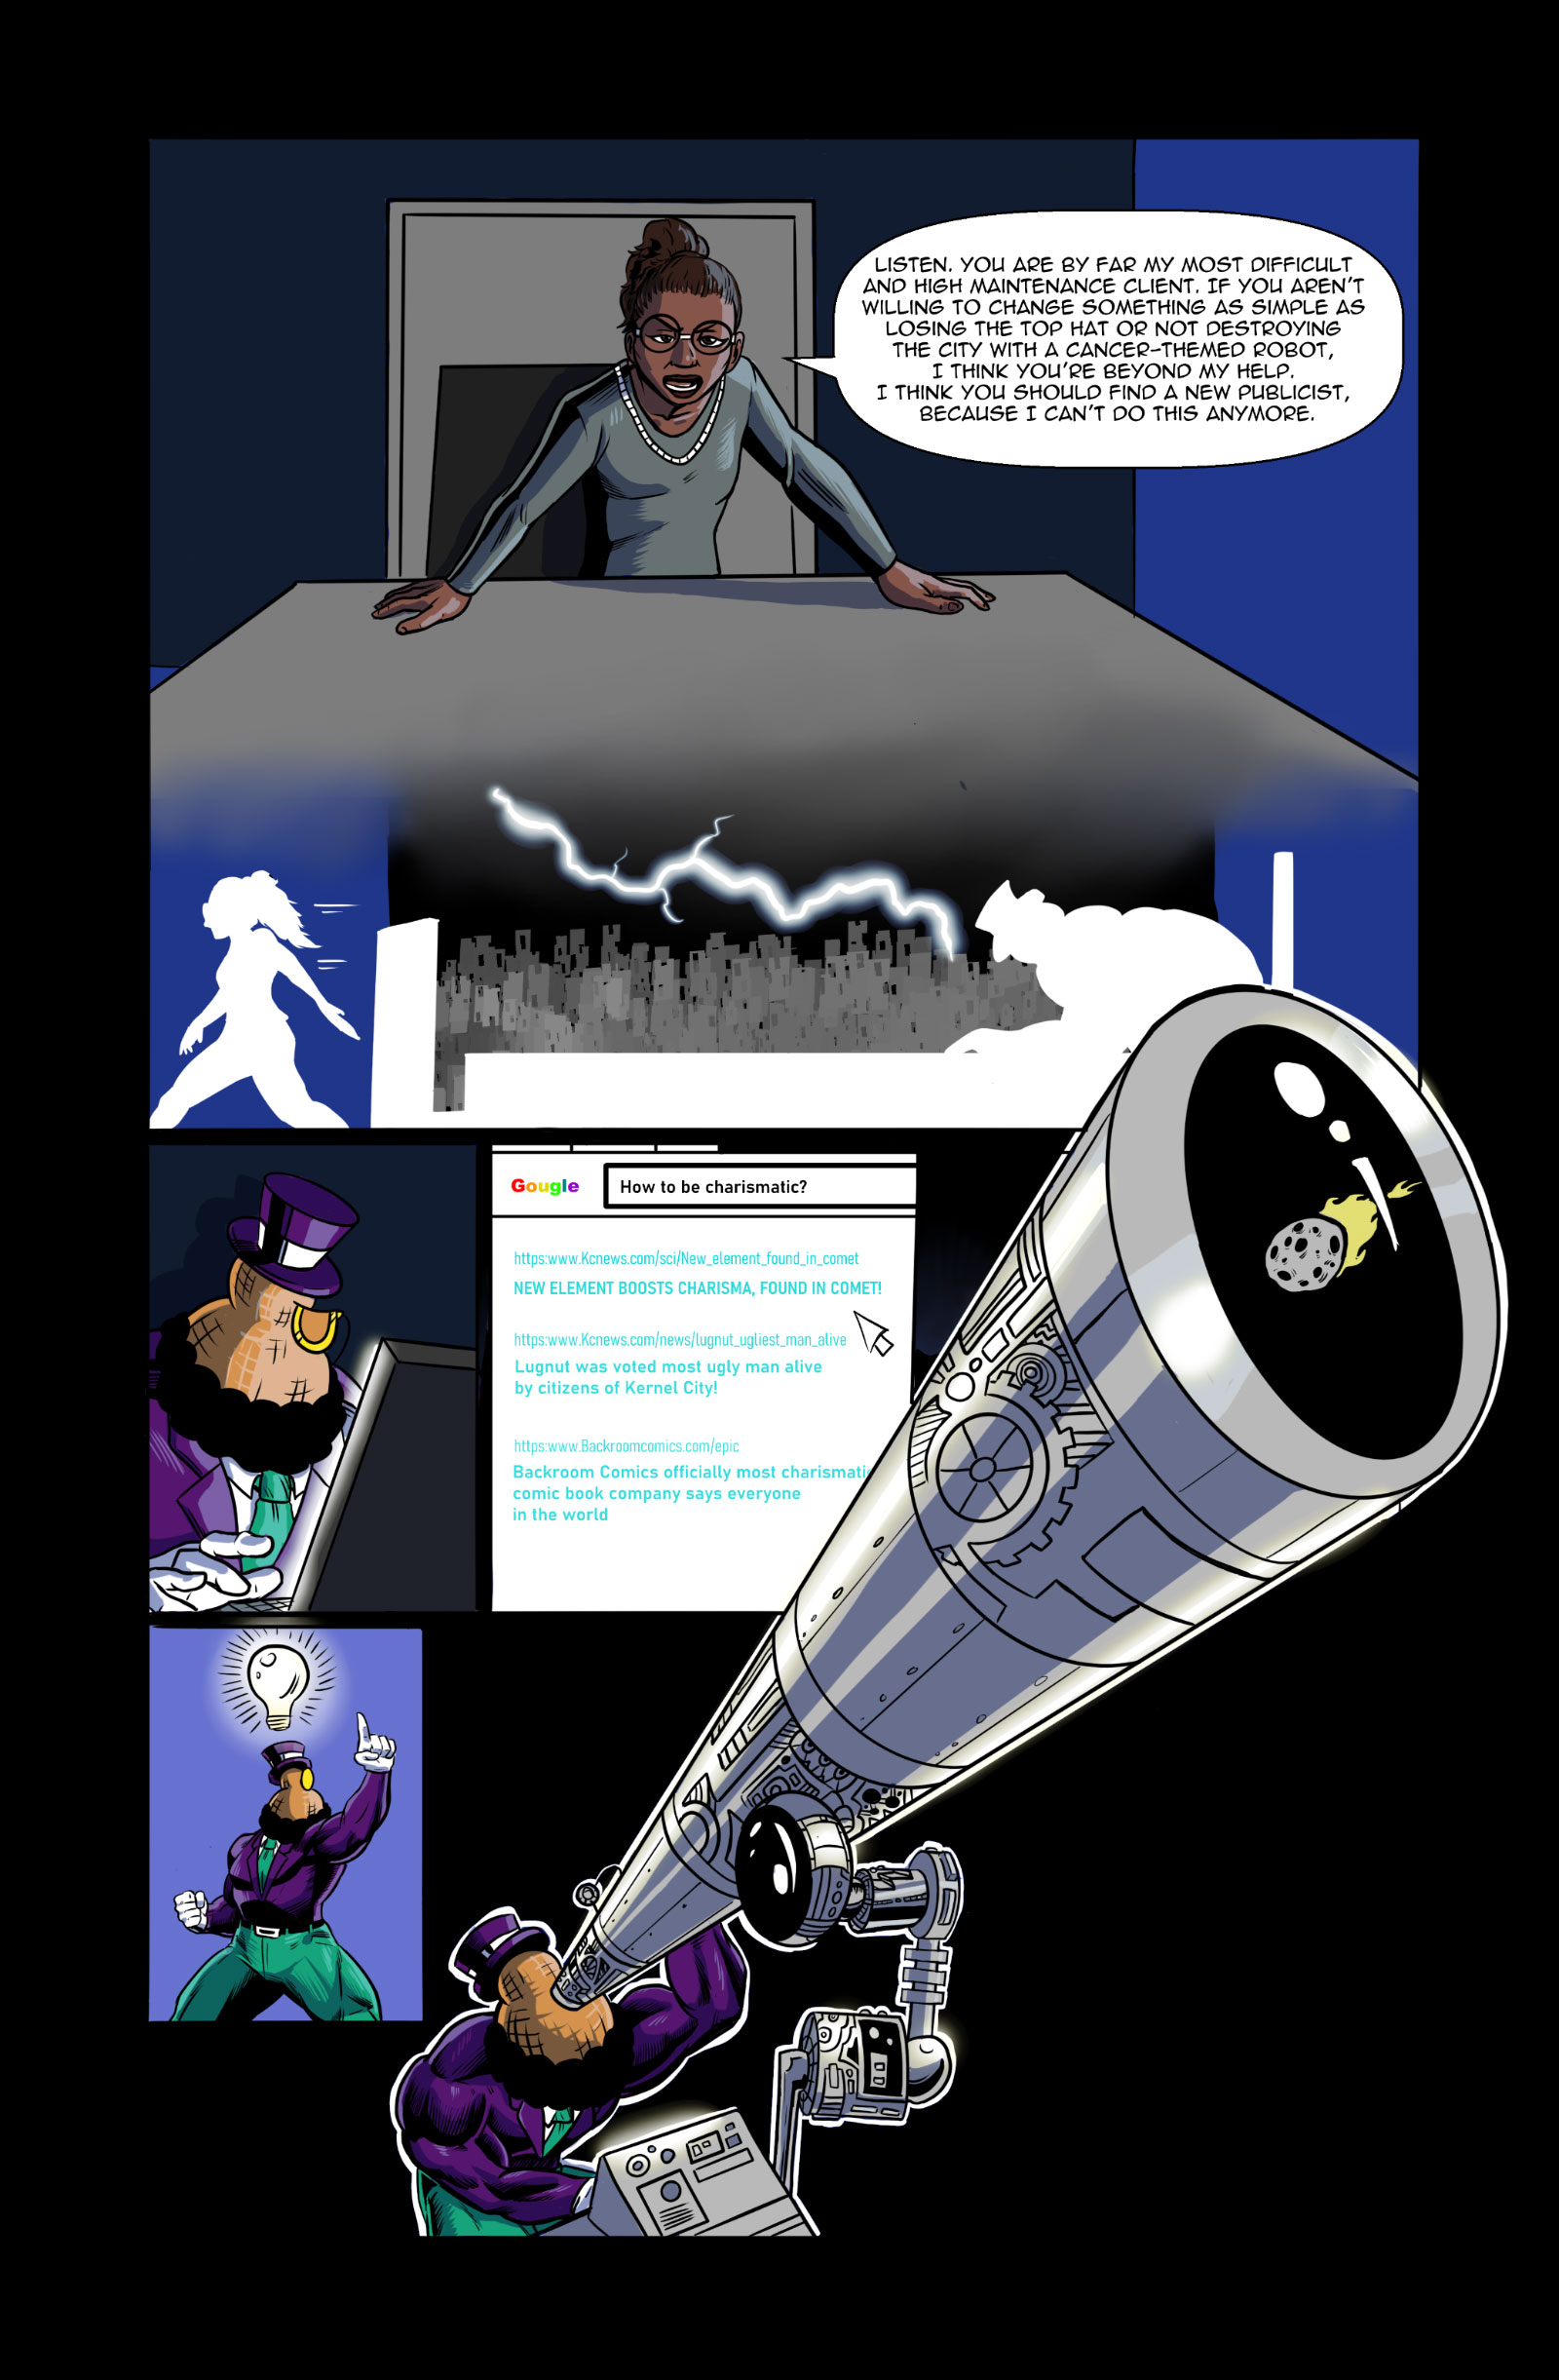 LISTEN. YOU ARE BY FAR MY MOST DIFFICULT
AND HIGH MAINTENANCE CLIENT. IF YOU AREN'T
WILLING TO CHANGE SOMETHING AS SIMPLE AS
LOSING THE TOP HAT OR NOT DESTROYING
THE CITY WITH A CANCER-THEMED ROBOT,
I THINK YOU'RE BEYOND MY HELP.
I THINK YOU SHOULD FIND A NEW PUBLICIST,
BECAUSE I CAN'T DO THIS ANYMORE.
Gougle
How to be charismatic?
https:www.Kcnews.com/sci/New_element_found_in_comet
NEW ELEMENT BOOSTS CHARISMA, FOUND IN COMET!
https:www.Kcnews.com/news/lugnut_ugliest_man_alive
Lugnut was voted most ugly man alive
by citizens of Kernel City!
https:www.Backroomcomics.com/epic
Backroom Comics officially most charismati
comic book company says everyone
in the world